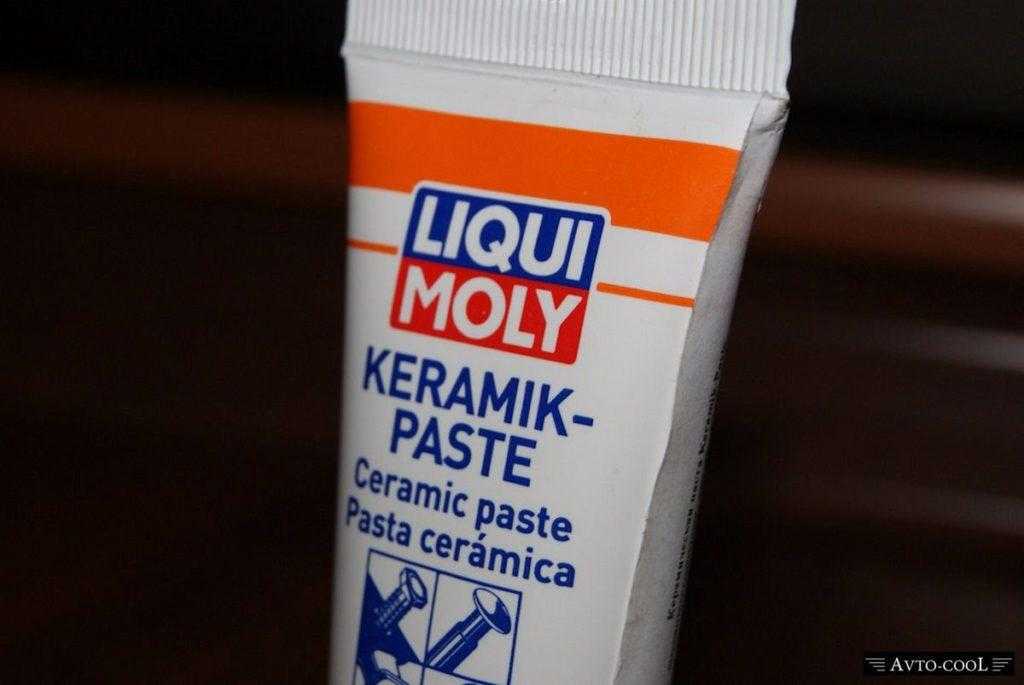 LIQUI
MOLY
KERAMIK-
PASTE
Ceramic paste
Pasta cerámica
AVTO-COOL